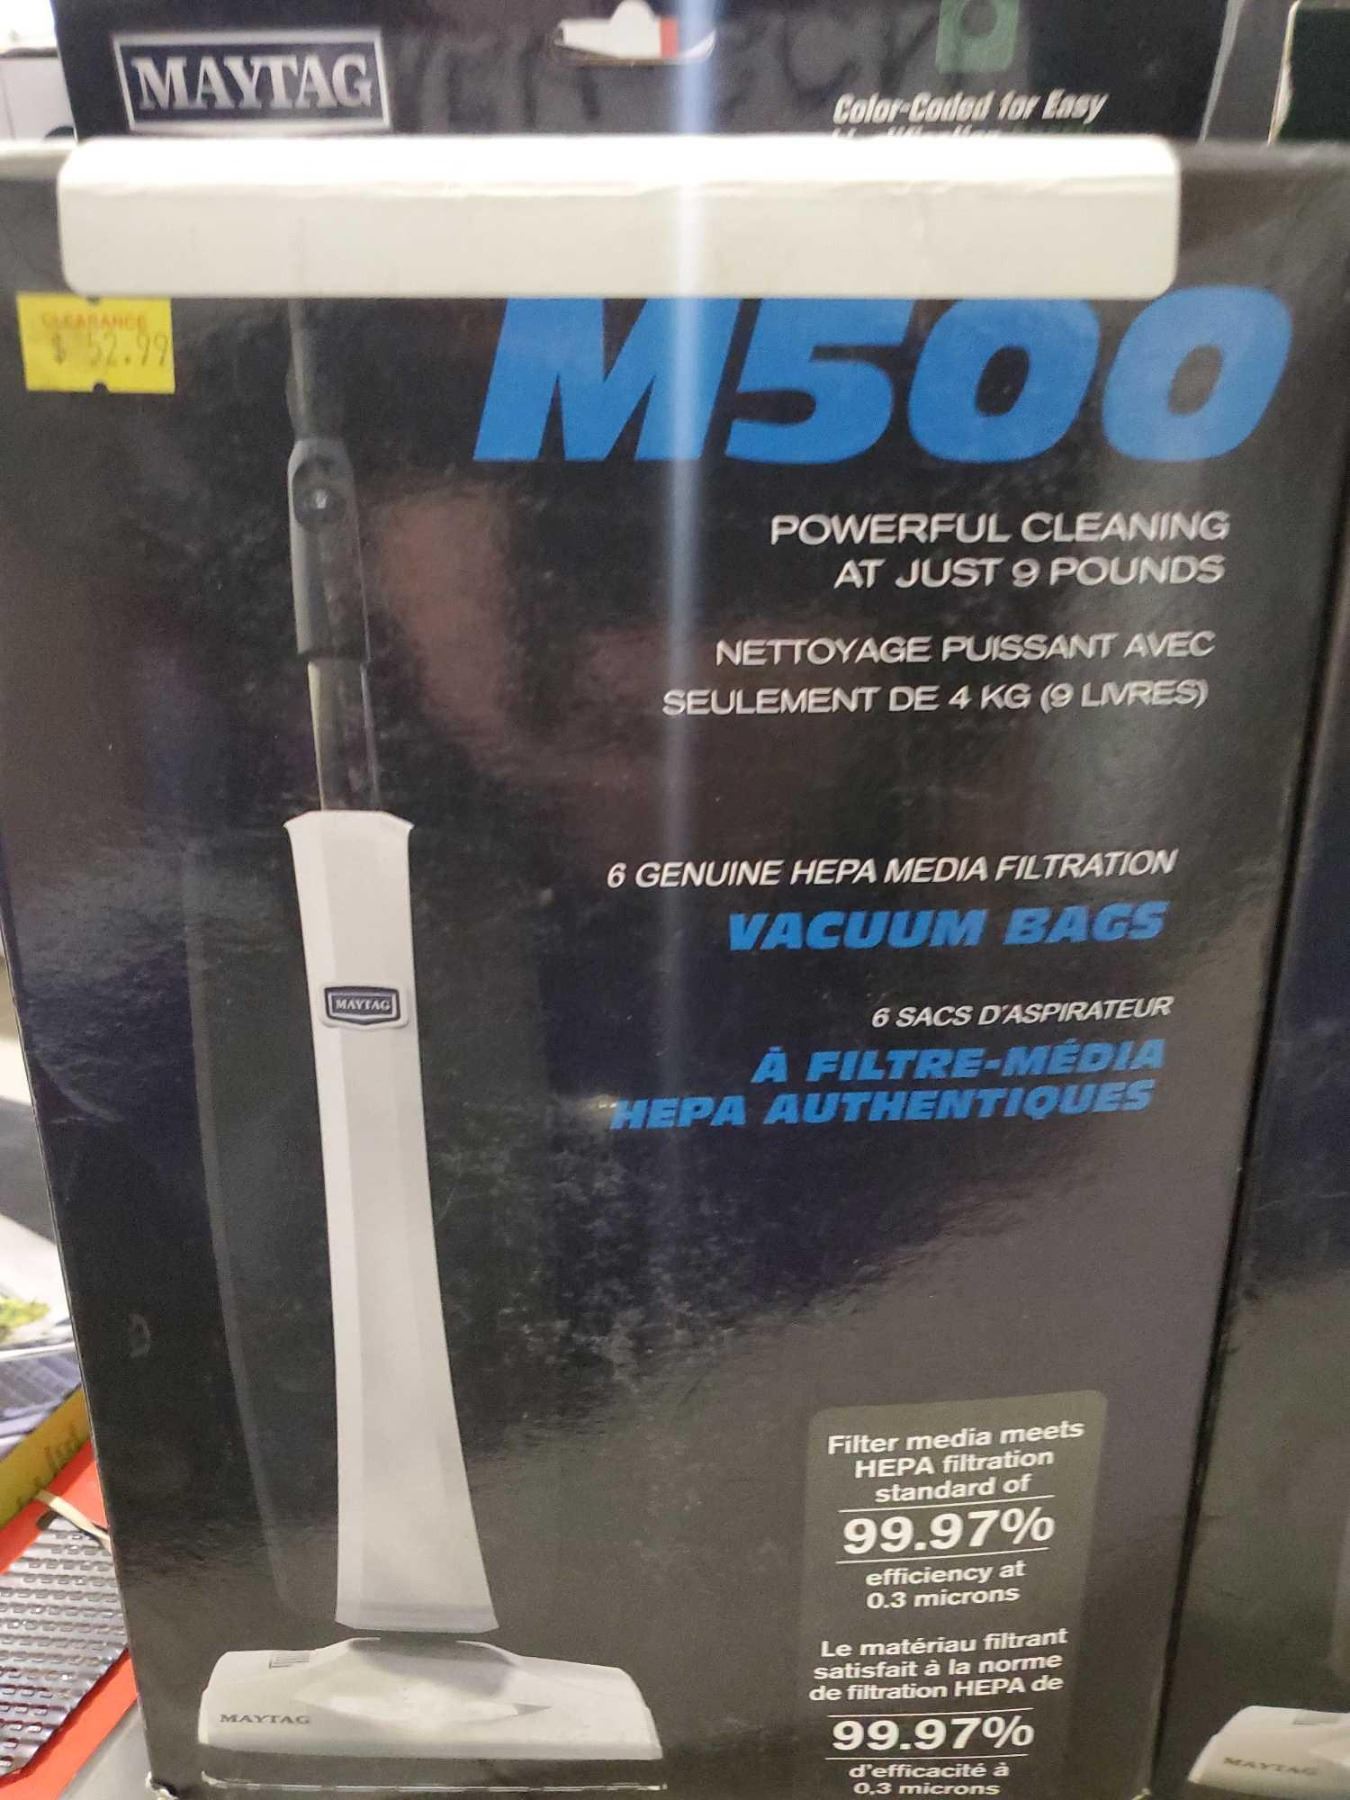 MAYTAG
Color-Coded for Easy
CLEARANCE
$ 52.99
M500
POWERFUL CLEANING
AT JUST 9 POUNDS
NETTOYAGE PUISSANT AVEC
SEULEMENT DE 4 KG (9 LIVRES)
6 GENUINE HEPA MEDIA FILTRATION
VACUUM BAGS
MAYTAG
6 SACS D'ASPIRATEUR
À FILTRE-MÉDIA
HEPA AUTHENTIQUES
Filter media meets
HEPA filtration
standard of
99.97%
efficiency at
0.3 microns
Le matériau filtrant
satisfait à la norme
de filtration HEPA de
99.97%
d'efficacité à
0,3 microns
MAYTAG
MAYTAG